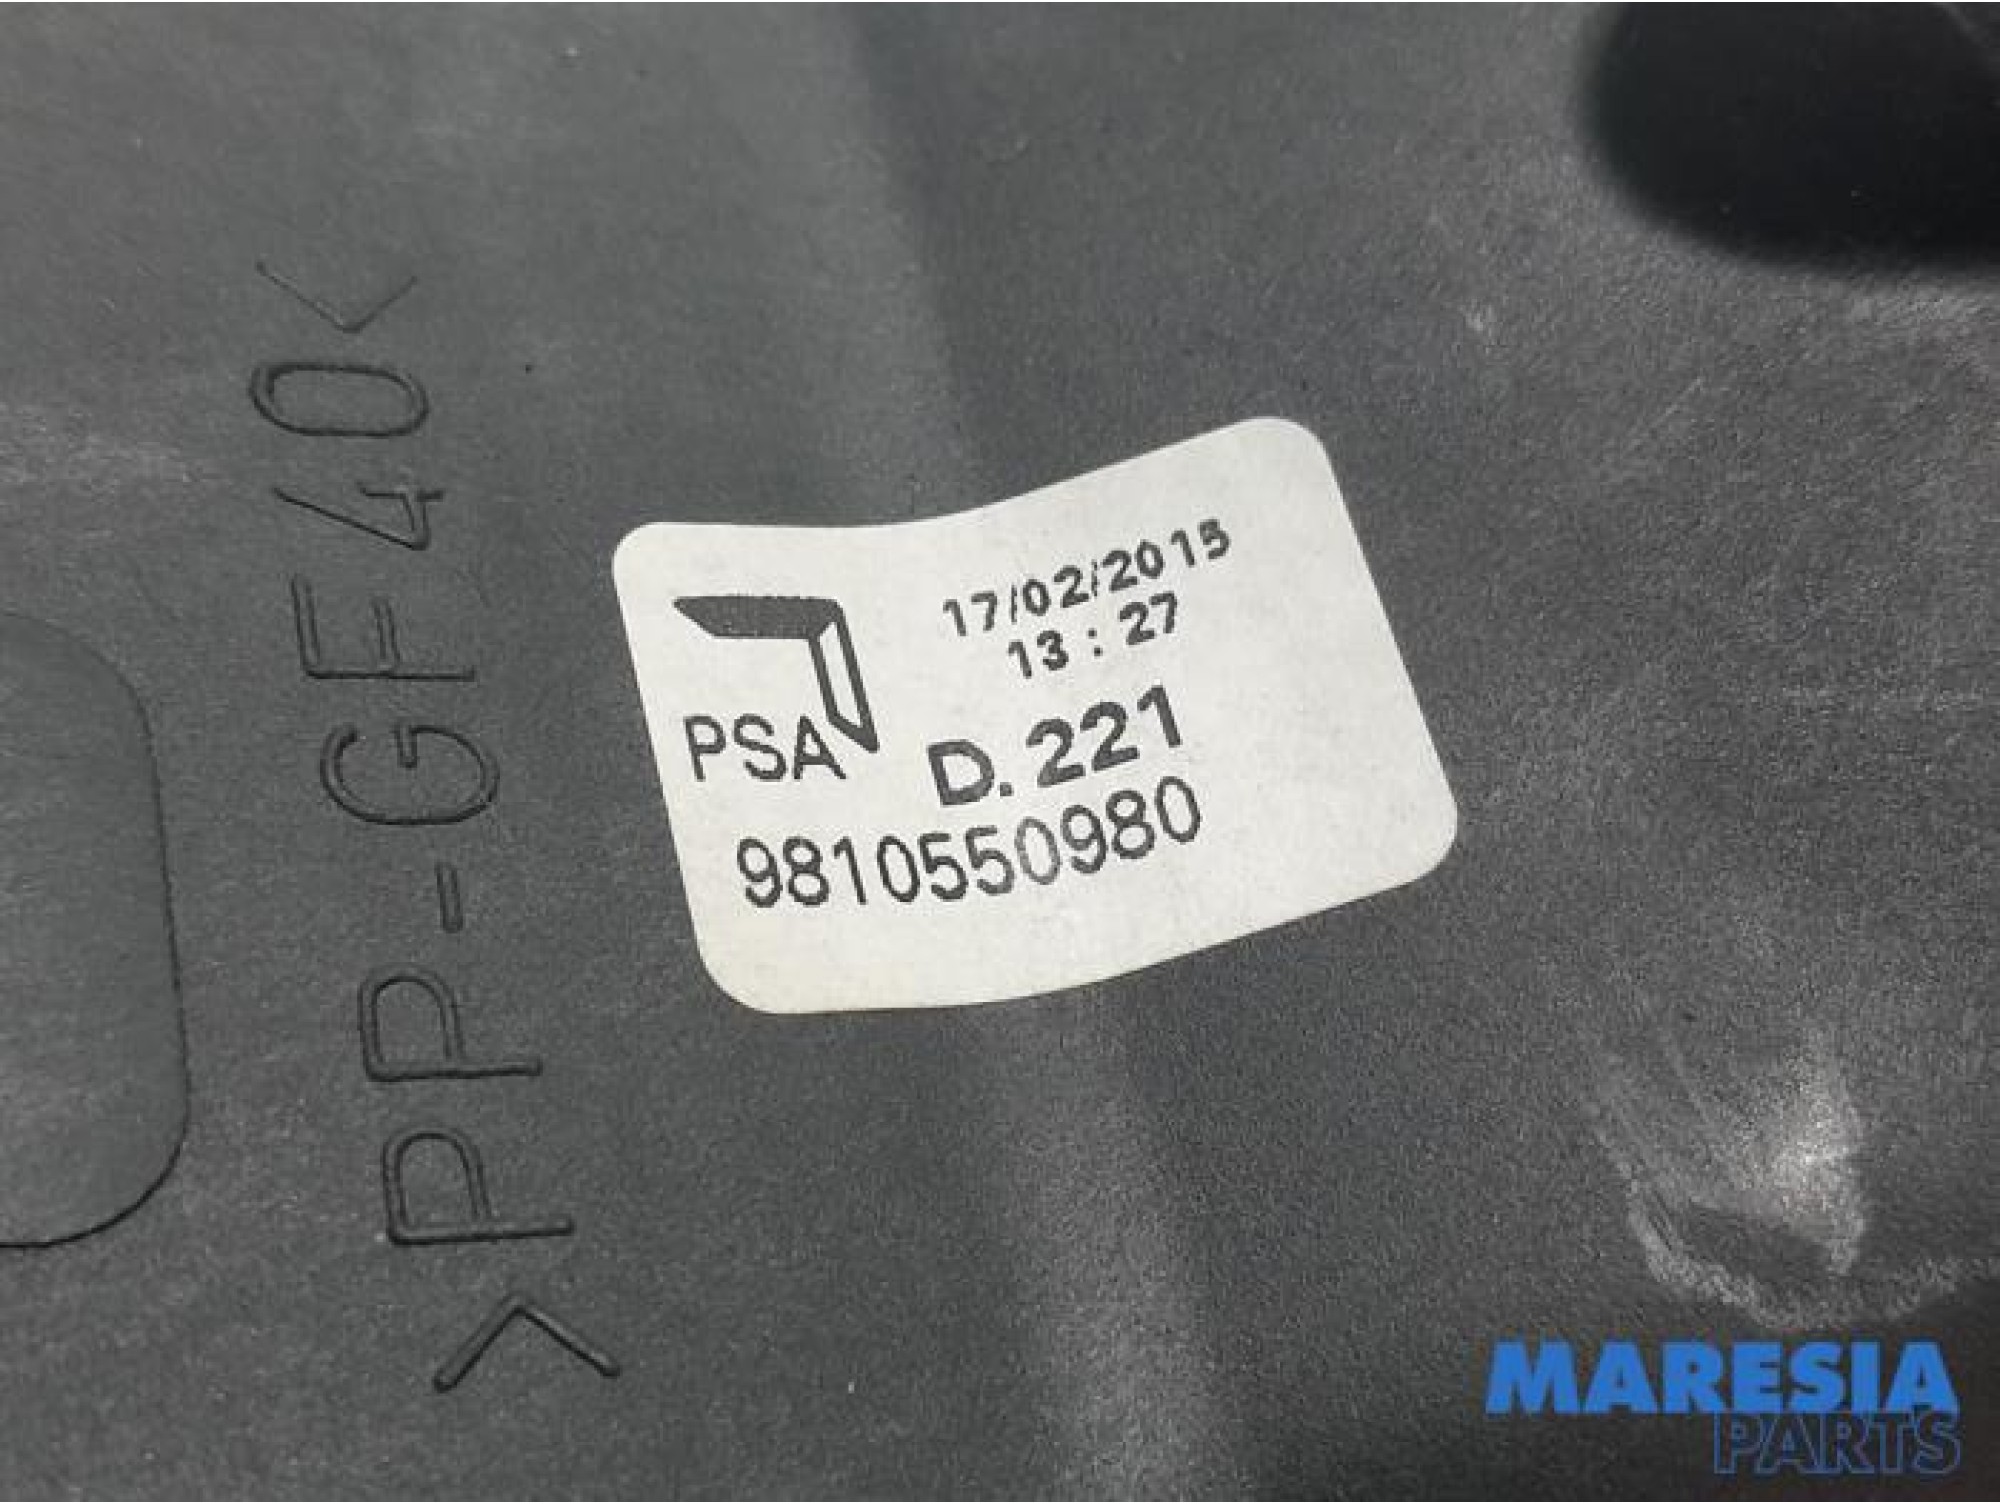 >PP-GF40<
PSA
17/02/2015
13 : 27
D. 221
9810550980
MARESIA
PARTS